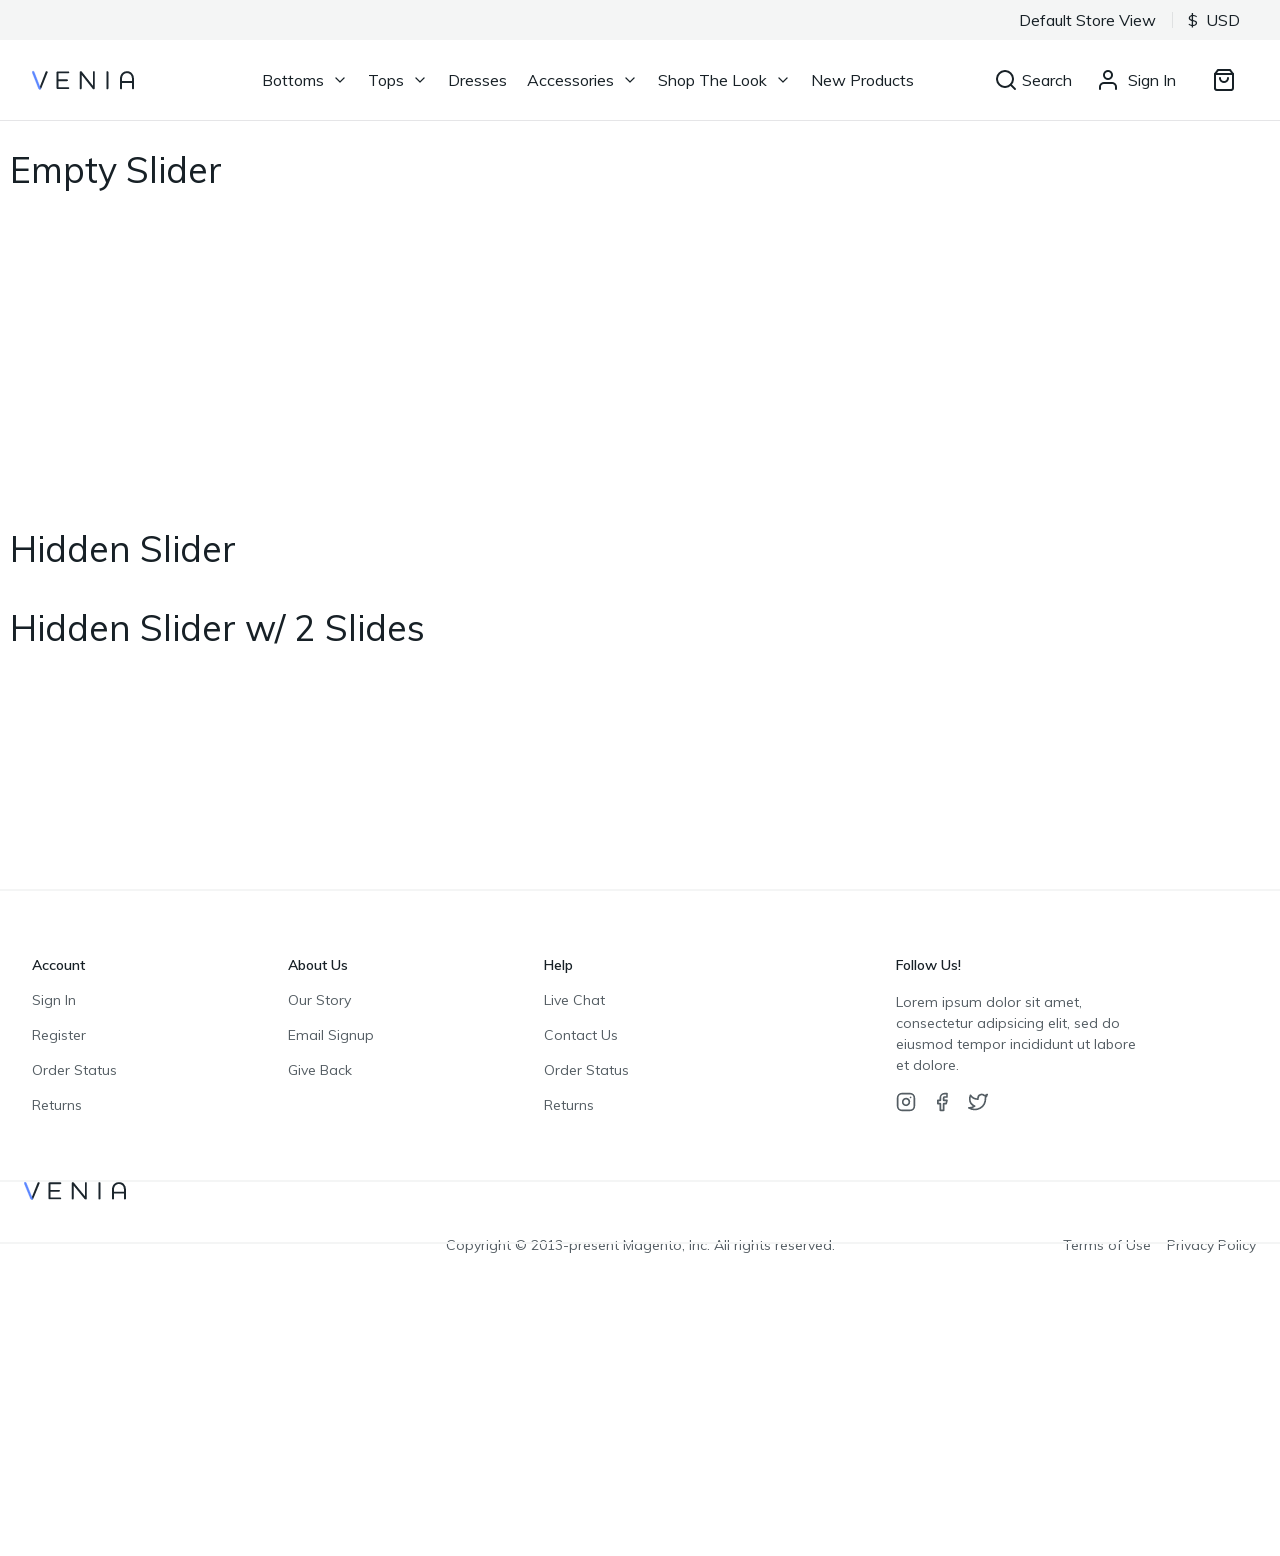 Default Store View $ USD
VENIA Bottoms Tops Dresses Accessories Shop The Look New Products Search Sign In
Empty Slider
Hidden Slider
Hidden Slider w/ 2 Slides
Account
Sign In
Register
Order Status
Returns
About Us
Our Story
Email Signup
Give Back
Help
Live Chat
Contact Us
Order Status
Returns
Follow Us!
Lorem ipsum dolor sit amet,
consectetur adipsicing elit, sed do
eiusmod tempor incididunt ut labore
et dolore.
VENIA
Copyright © 2013-present Magento, Inc. All rights reserved. Terms of Use Privacy Policy